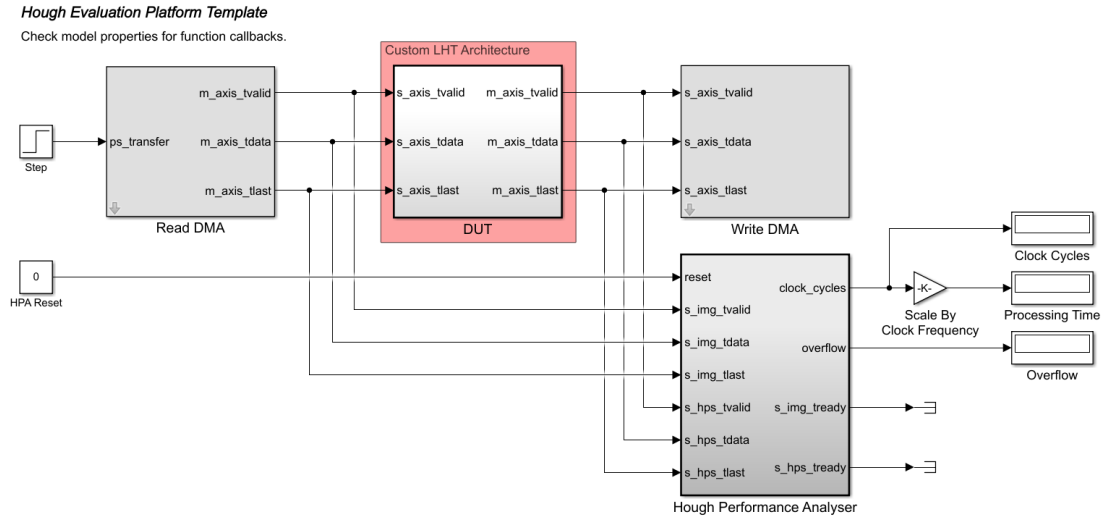 Hough Evaluation Platform Template
Check model properties for function callbacks.
Custom LHT Architecture
ps_transfer
m_axis_tvalid
m_axis_tdata
m_axis_tlast
Read DMA
Step
s_axis_tvalid
s_axis_tdata
s_axis_tlast
m_axis_tvalid
m_axis_tdata
m_axis_tlast
DUT
s_axis_tvalid
s_axis_tdata
s_axis_tlast
Write DMA
0
HPA Reset
reset
s_img_tvalid
s_img_tdata
s_img_tlast
s_hps_tvalid
s_hps_tdata
s_hps_tlast
clock_cycles
overflow
s_img_tready
s_hps_tready
Hough Performance Analyser
-K-
Scale By
Clock Frequency
Clock Cycles
Processing Time
Overflow